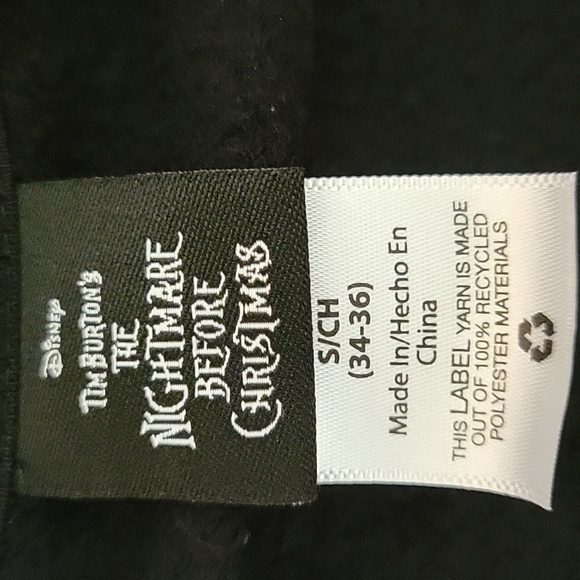 Disney
TIM BURTON'S
THE
NIGHTMARE
BEFORE
CHRISTMAS
S/CH
(34-36)
Made In/Hecho En
China
THIS LABEL YARN IS MADE
OUT OF 100% RECYCLED
POLYESTER MATERIALS